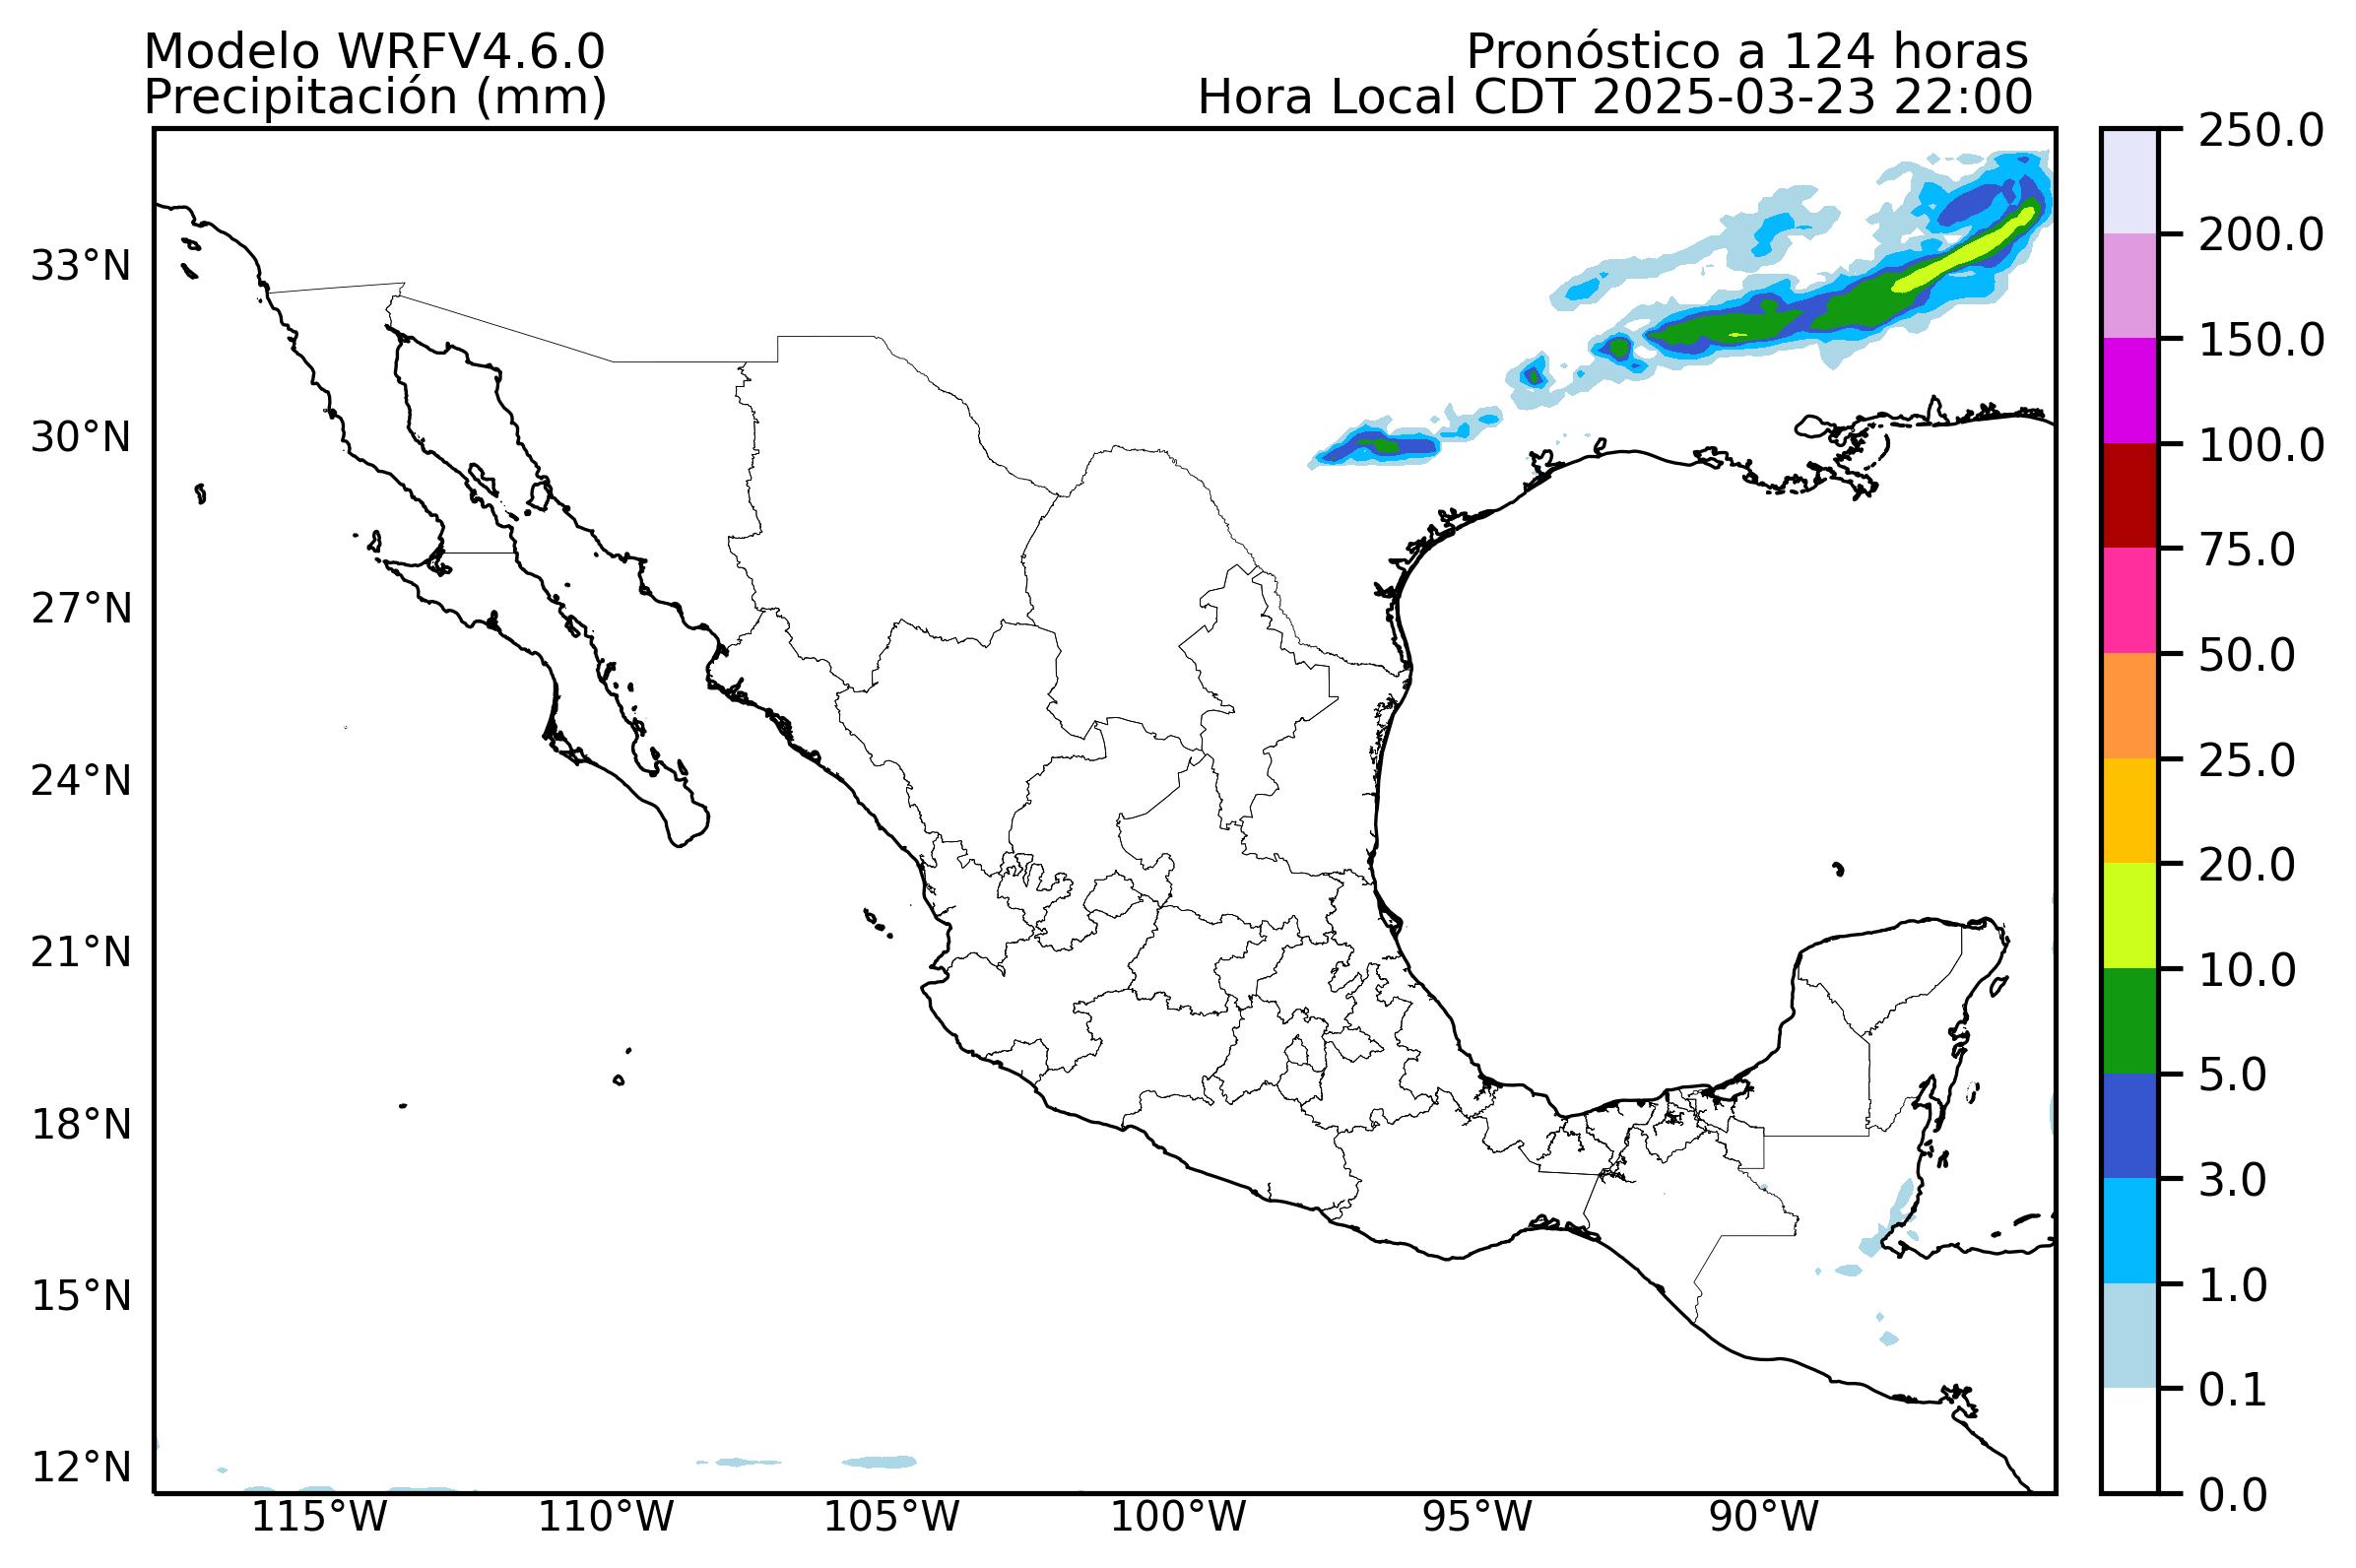 Modelo WRFV4.6.0
Precipitación (mm)
Pronóstico a 124 horas
Hora Local CDT 2025-03-23 22:00
33°N
30°N
27°N
24°N
21°N
18°N
15°N
12°N
115°W
110°W
105°W
100°W
95°W
90°W
250.0
200.0
150.0
100.0
75.0
50.0
25.0
20.0
10.0
5.0
3.0
1.0
0.1
0.0